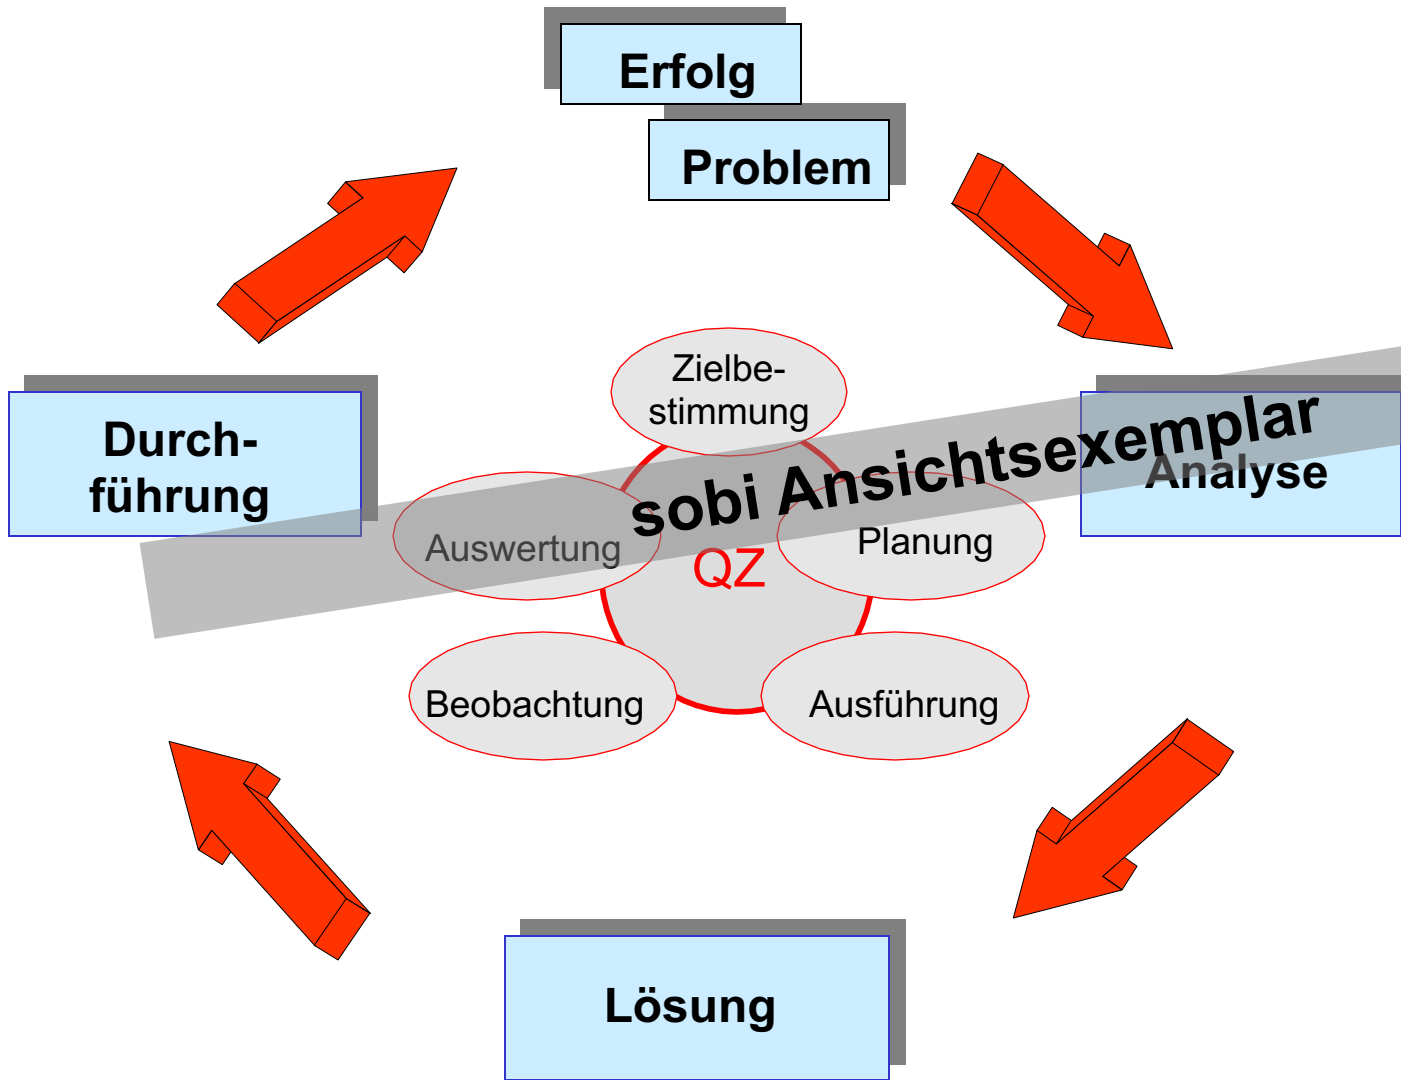 Erfolg
Problem
Zielbe-
stimmung
Durch-
führung
sobi Ansichtsexemplar
Analyse
Auswertung
QZ
Planung
Beobachtung
Ausführung
Lösung